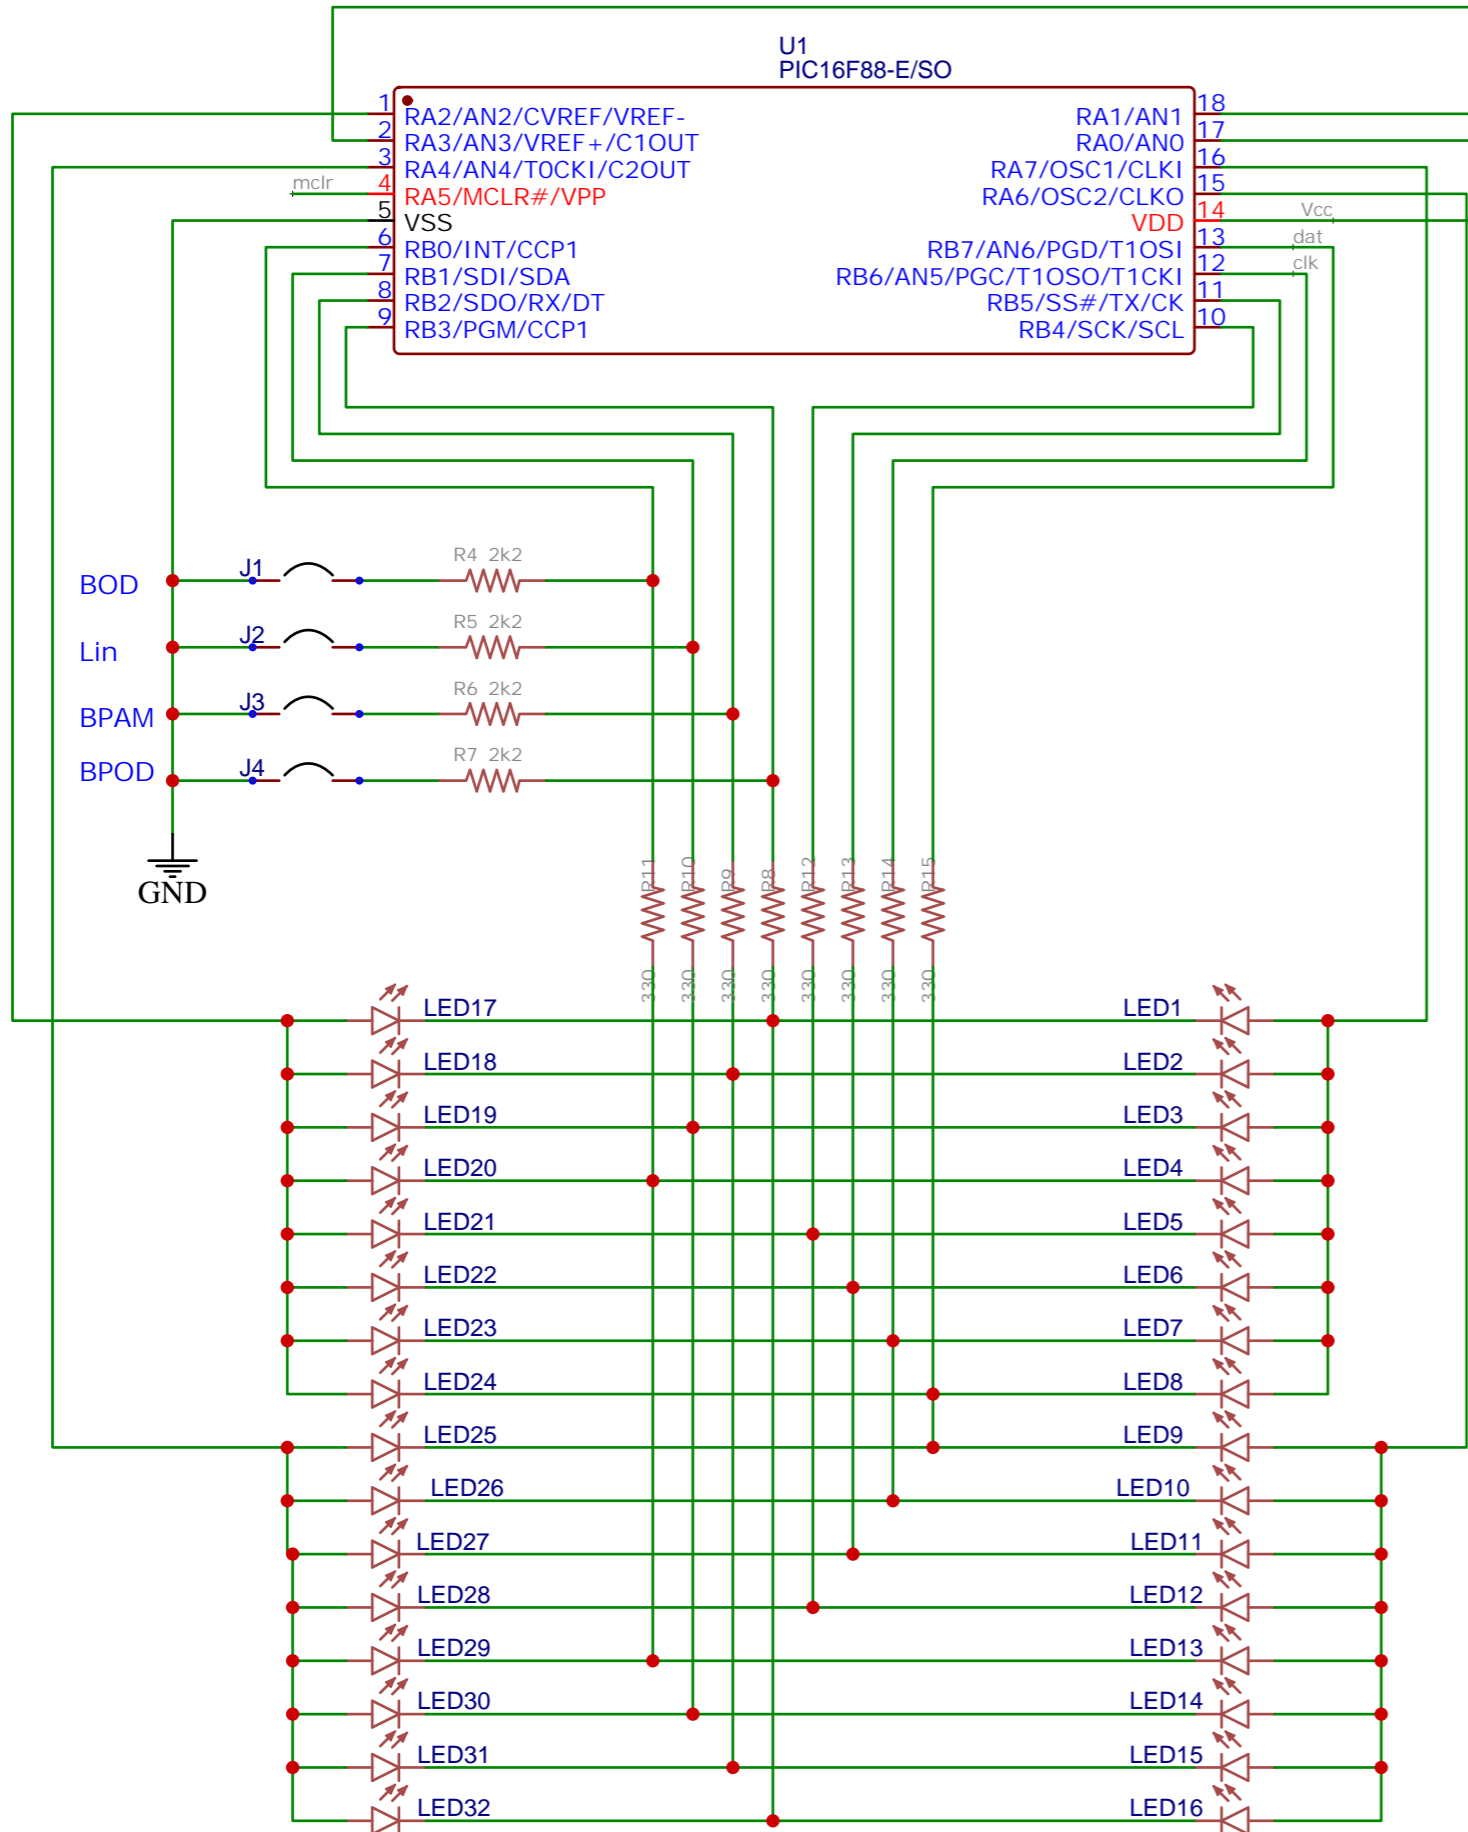 U1
PIC16F88-E/SO
1 RA2/AN2/CVREF/VREF-
2 RA3/AN3/VREF+/C1OUT
3 RA4/AN4/T0CKI/C2OUT
mclr 4 RA5/MCLR#/VPP
5 VSS
6 RB0/INT/CCP1
7 RB1/SDI/SDA
8 RB2/SDO/RX/DT
9 RB3/PGM/CCP1
RA1/AN1 18
RA0/AN0 17
RA7/OSC1/CLKI 16
RA6/OSC2/CLKO 15
VDD 14 Vcc
RB7/AN6/PGD/T1OSI 13 dat
RB6/AN5/PGC/T1OSO/T1CKI 12 clk
RB5/SS#/TX/CK 11
RB4/SCK/SCL 10
BOD J1 R4 2k2
Lin J2 R5 2k2
BPAM J3 R6 2k2
BPOD J4 R7 2k2
GND
R11 R10 R9 R8 R12 R13 R14 R15
330 330 330 330 330 330 330 330
LED17 LED1
LED18 LED2
LED19 LED3
LED20 LED4
LED21 LED5
LED22 LED6
LED23 LED7
LED24 LED8
LED25 LED9
LED26 LED10
LED27 LED11
LED28 LED12
LED29 LED13
LED30 LED14
LED31 LED15
LED32 LED16